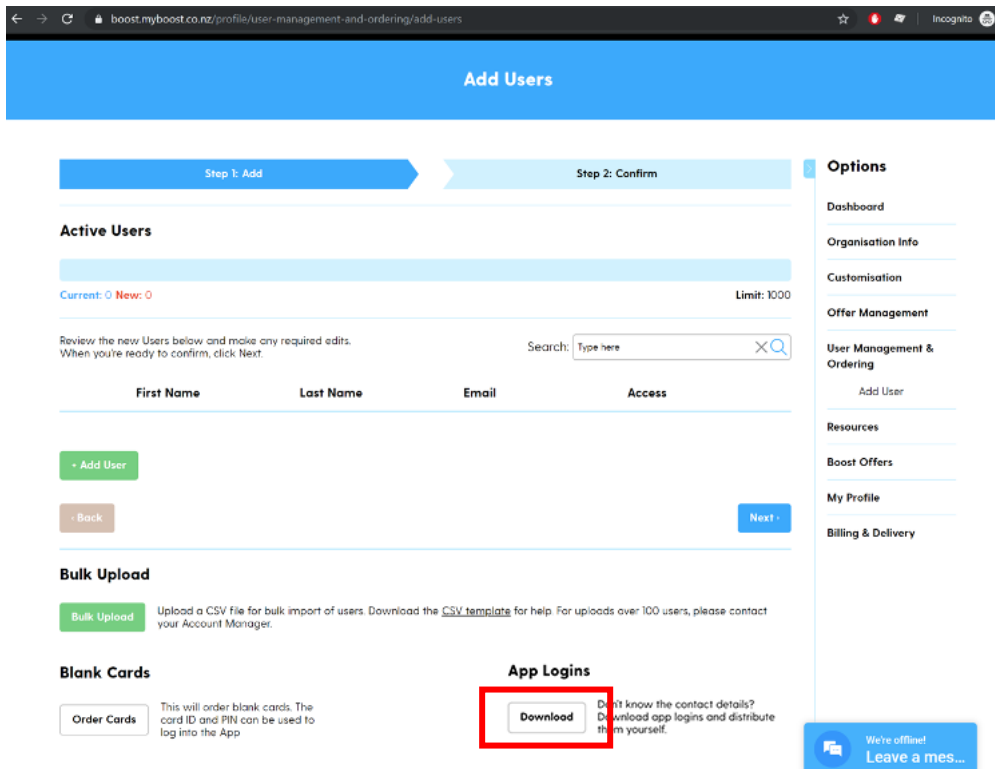 boost.myboost.co.nz/profile/user-management-and-ordering/add-users
Incognito
Add Users
Step 1: Add
Step 2: Confirm
Active Users
Current: 0 New: 0
Limit: 1000
Review the new Users below and make any required edits.
When you're ready to confirm, click Next.
Search: Type here
First Name Last Name Email Access
+ Add User
‹ Back
Next ›
Bulk Upload
Bulk Upload
Upload a CSV file for bulk import of users. Download the CSV template for help. For uploads over 100 users, please contact
your Account Manager.
Blank Cards
Order Cards
This will order blank cards. The
card ID and PIN can be used to
log into the App
App Logins
Download
Don't know the contact details?
Download app logins and distribute
them yourself.
Options
Dashboard
Organisation Info
Customisation
Offer Management
User Management &
Ordering
Add User
Resources
Boost Offers
My Profile
Billing & Delivery
We're offline!
Leave a mes...